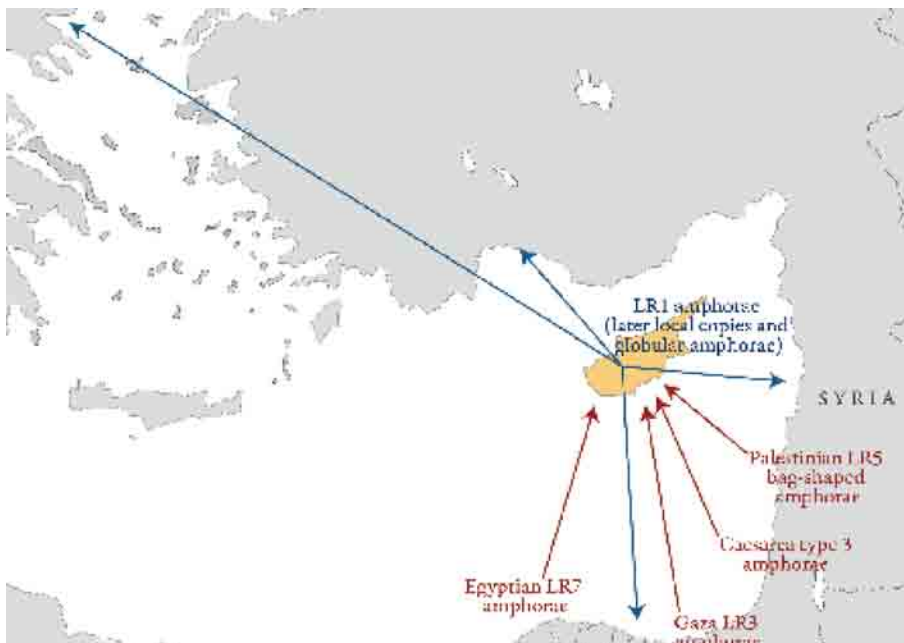 LR1 amphorae
(later local copies and
globular amphorae)
SYRIA
Palestinian LR5
bag-shaped
amphorae
Caesarea type 3
amphorae
Egyptian LR7
amphorae
Gaza LR3
amphorae